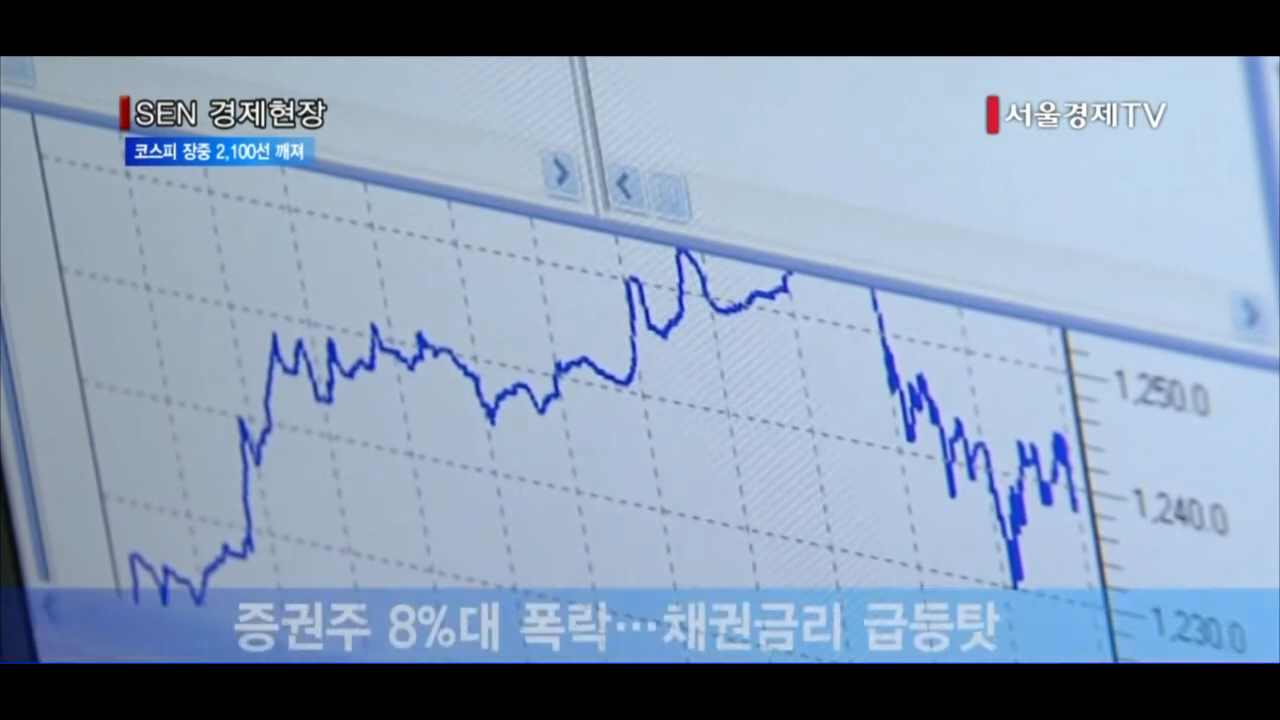 SEN 경제현장
서울경제TV
코스피 장중 2,100선 깨져
1,250.0
1,240.0
1,230.0
증권주 8%대 폭락…채권금리 급등탓